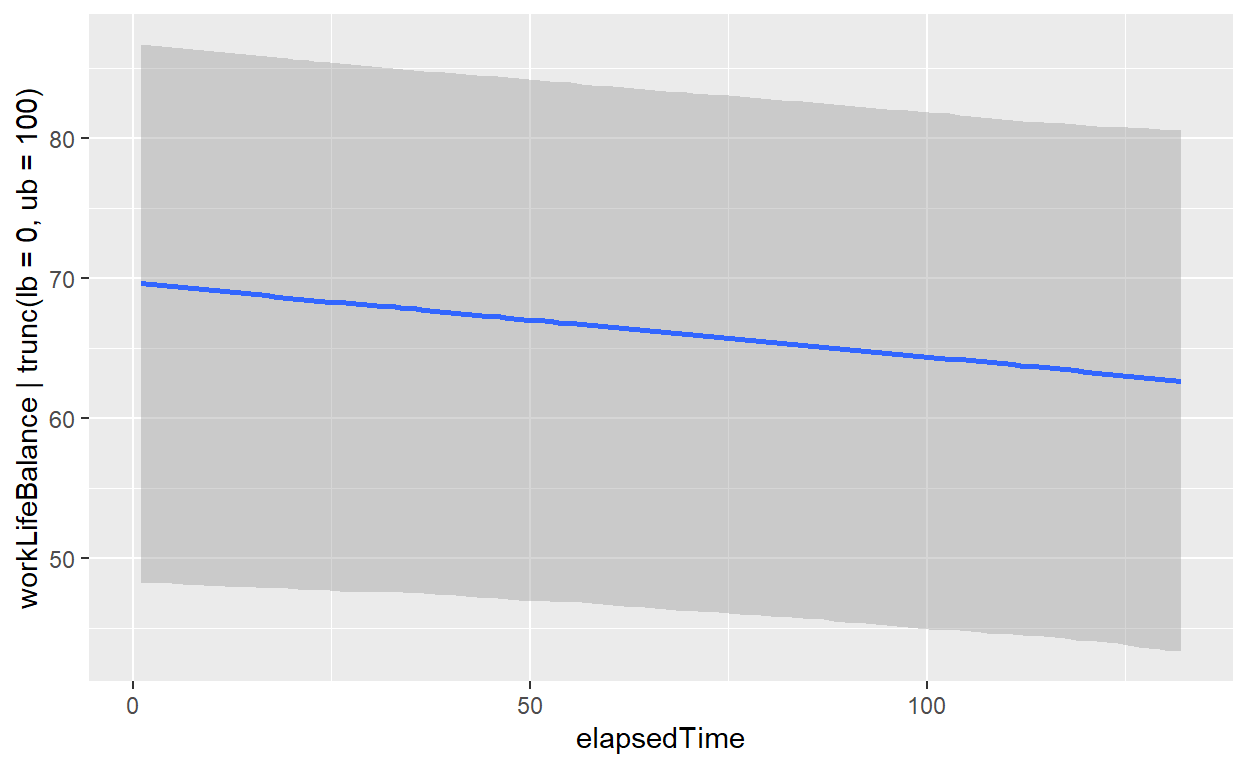 workLifeBalance | trunc(lb = 0, ub = 100)
80
70
60
50
0 50 100
elapsedTime